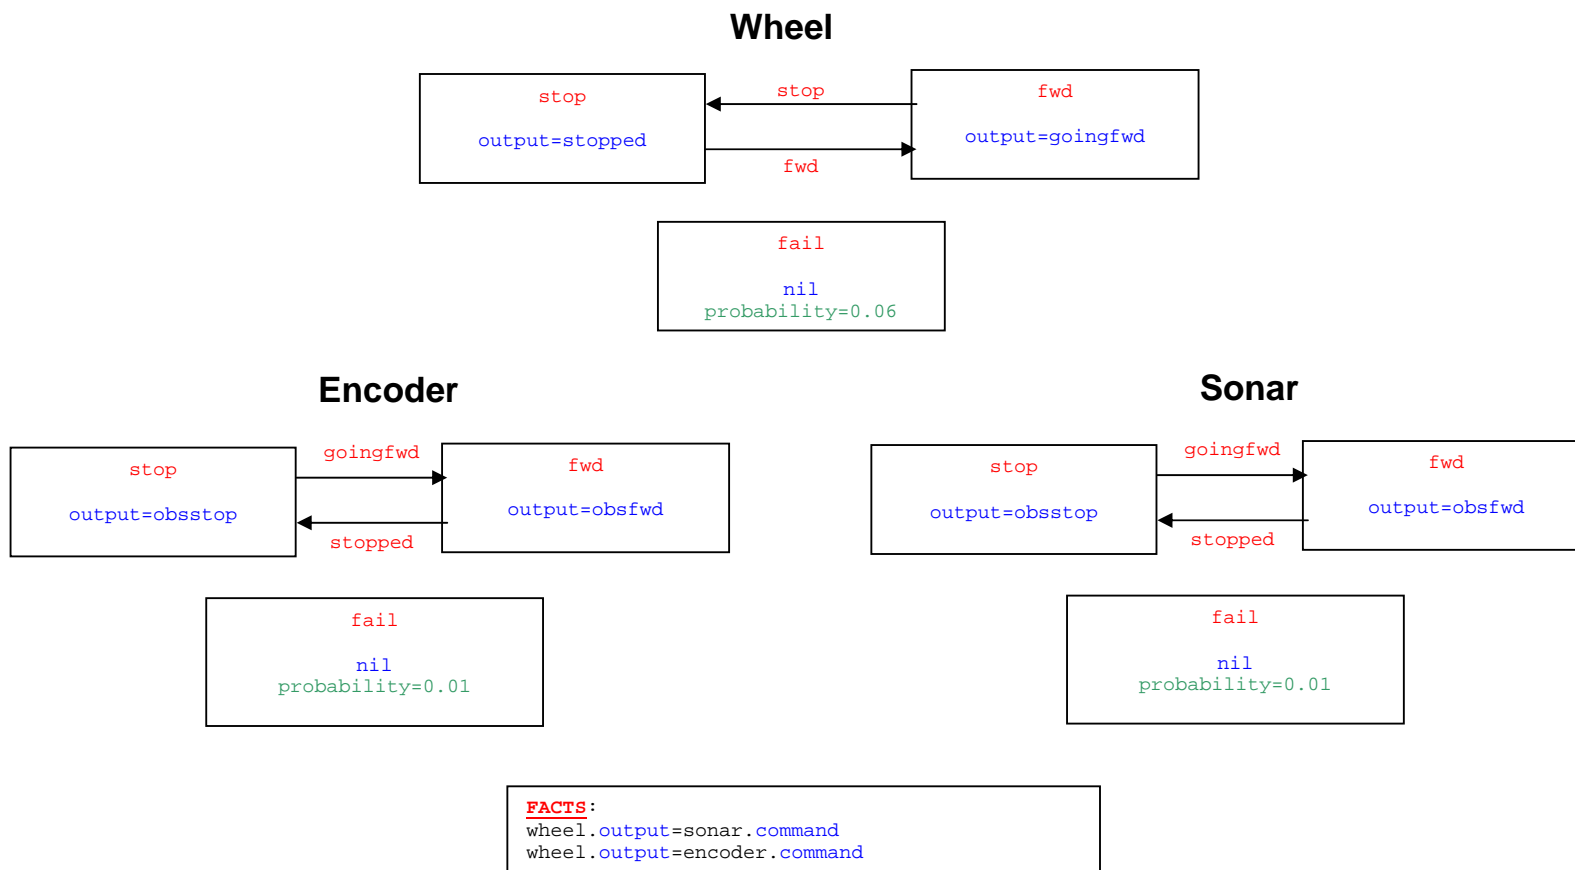 Wheel
stop
output=stopped
stop
fwd
fwd
output=goingfwd
fail
nil
probability=0.06
Encoder
stop
output=obsstop
goingfwd
stopped
fwd
output=obsfwd
fail
nil
probability=0.01
Sonar
stop
output=obsstop
goingfwd
stopped
fwd
output=obsfwd
fail
nil
probability=0.01
FACTS:
wheel.output=sonar.command
wheel.output=encoder.command